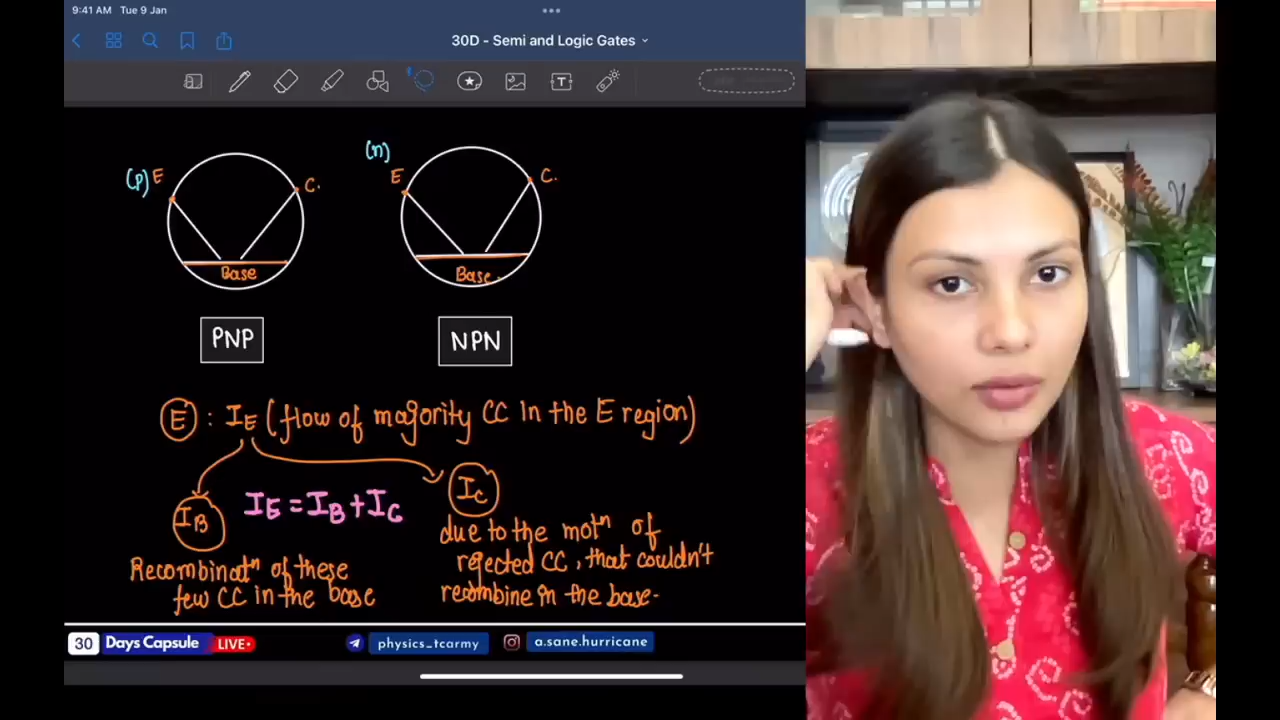 9:41 AM Tue 9 Jan
30D - Semi and Logic Gates
(p) E
C.
Base
(n)
E
C.
Base
PNP
NPN
E : IE (flow of majority CC in the E region)
IB
IE = IB + IC
IC
Recombinatn of these
few CC in the base
due to the motn of
rejected CC, that couldn't
recombine in the base.
30 Days Capsule LIVE
physics_tcarmy
a.sane.hurricane